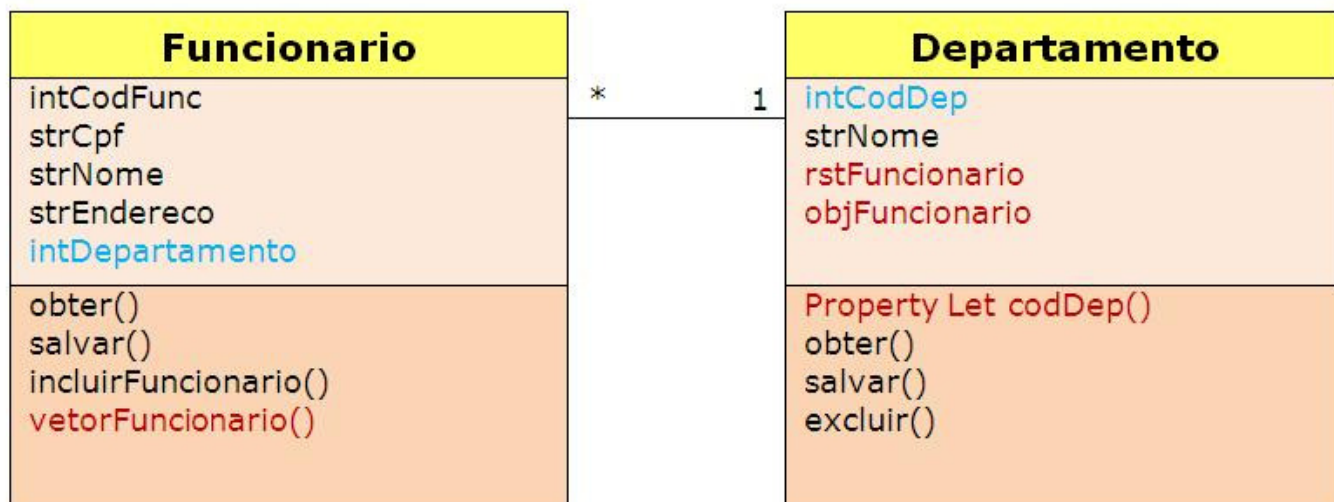 Funcionario
intCodFunc
strCpf
strNome
strEndereco
intDepartamento
obter()
salvar()
incluirFuncionario()
vetorFuncionario()
* 1
Departamento
intCodDep
strNome
rstFuncionario
objFuncionario
Property Let codDep()
obter()
salvar()
excluir()